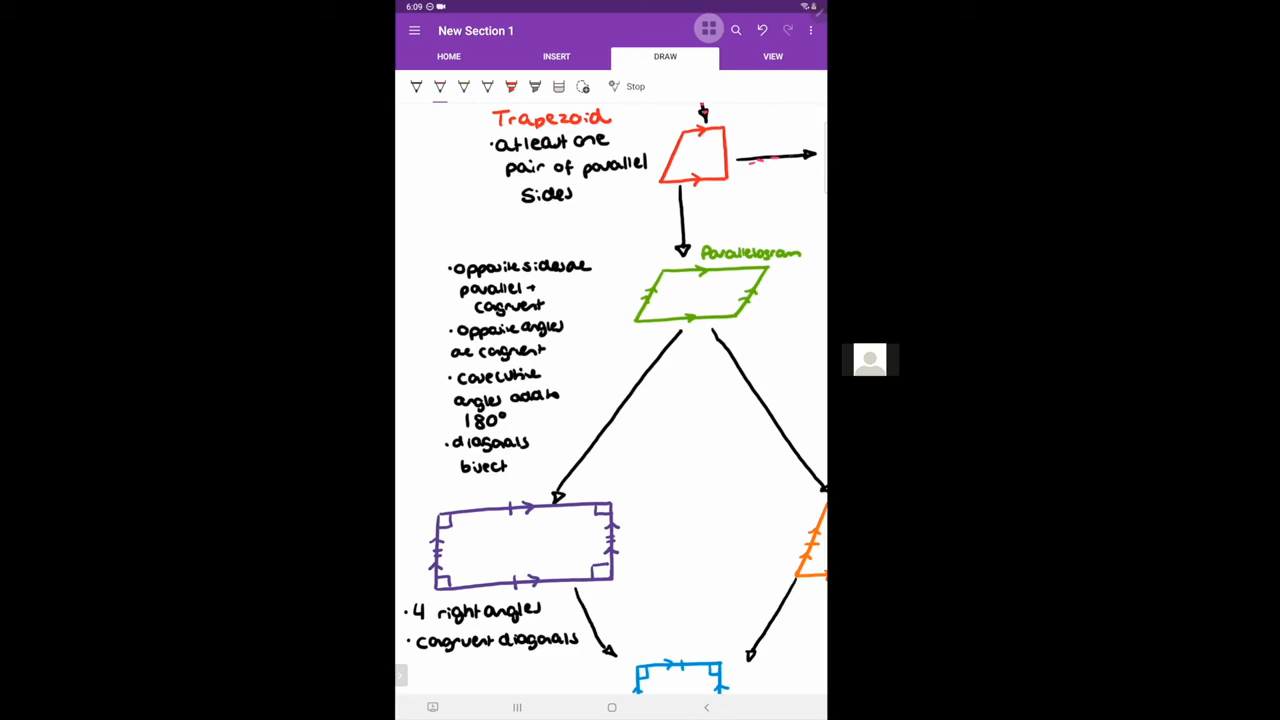 6:09
New Section 1
HOME INSERT DRAW VIEW
Stop
Trapezoid
• at least one
pair of parallel
sides
Parallelogram
• opposite sides are
parallel +
congruent
• opposite angles
are congruent
• consecutive
angles add to
180°
• diagonals
bisect
• 4 right angles
• congruent diagonals